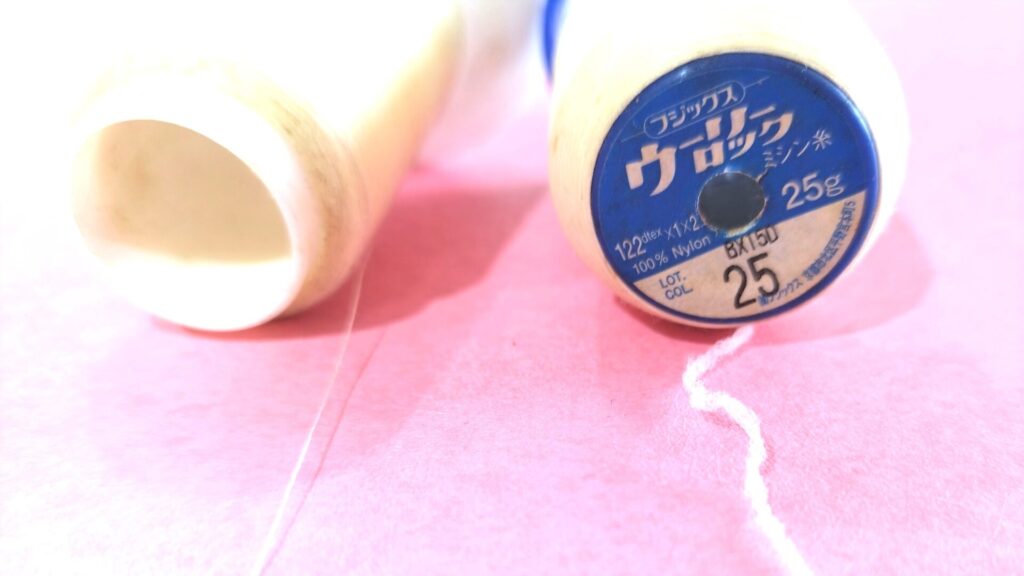 フジックス
ウーリー
ロック
ミシン糸
25g
122dtex×1×2
100% Nylon
LOT.
BX15D
COL.
25